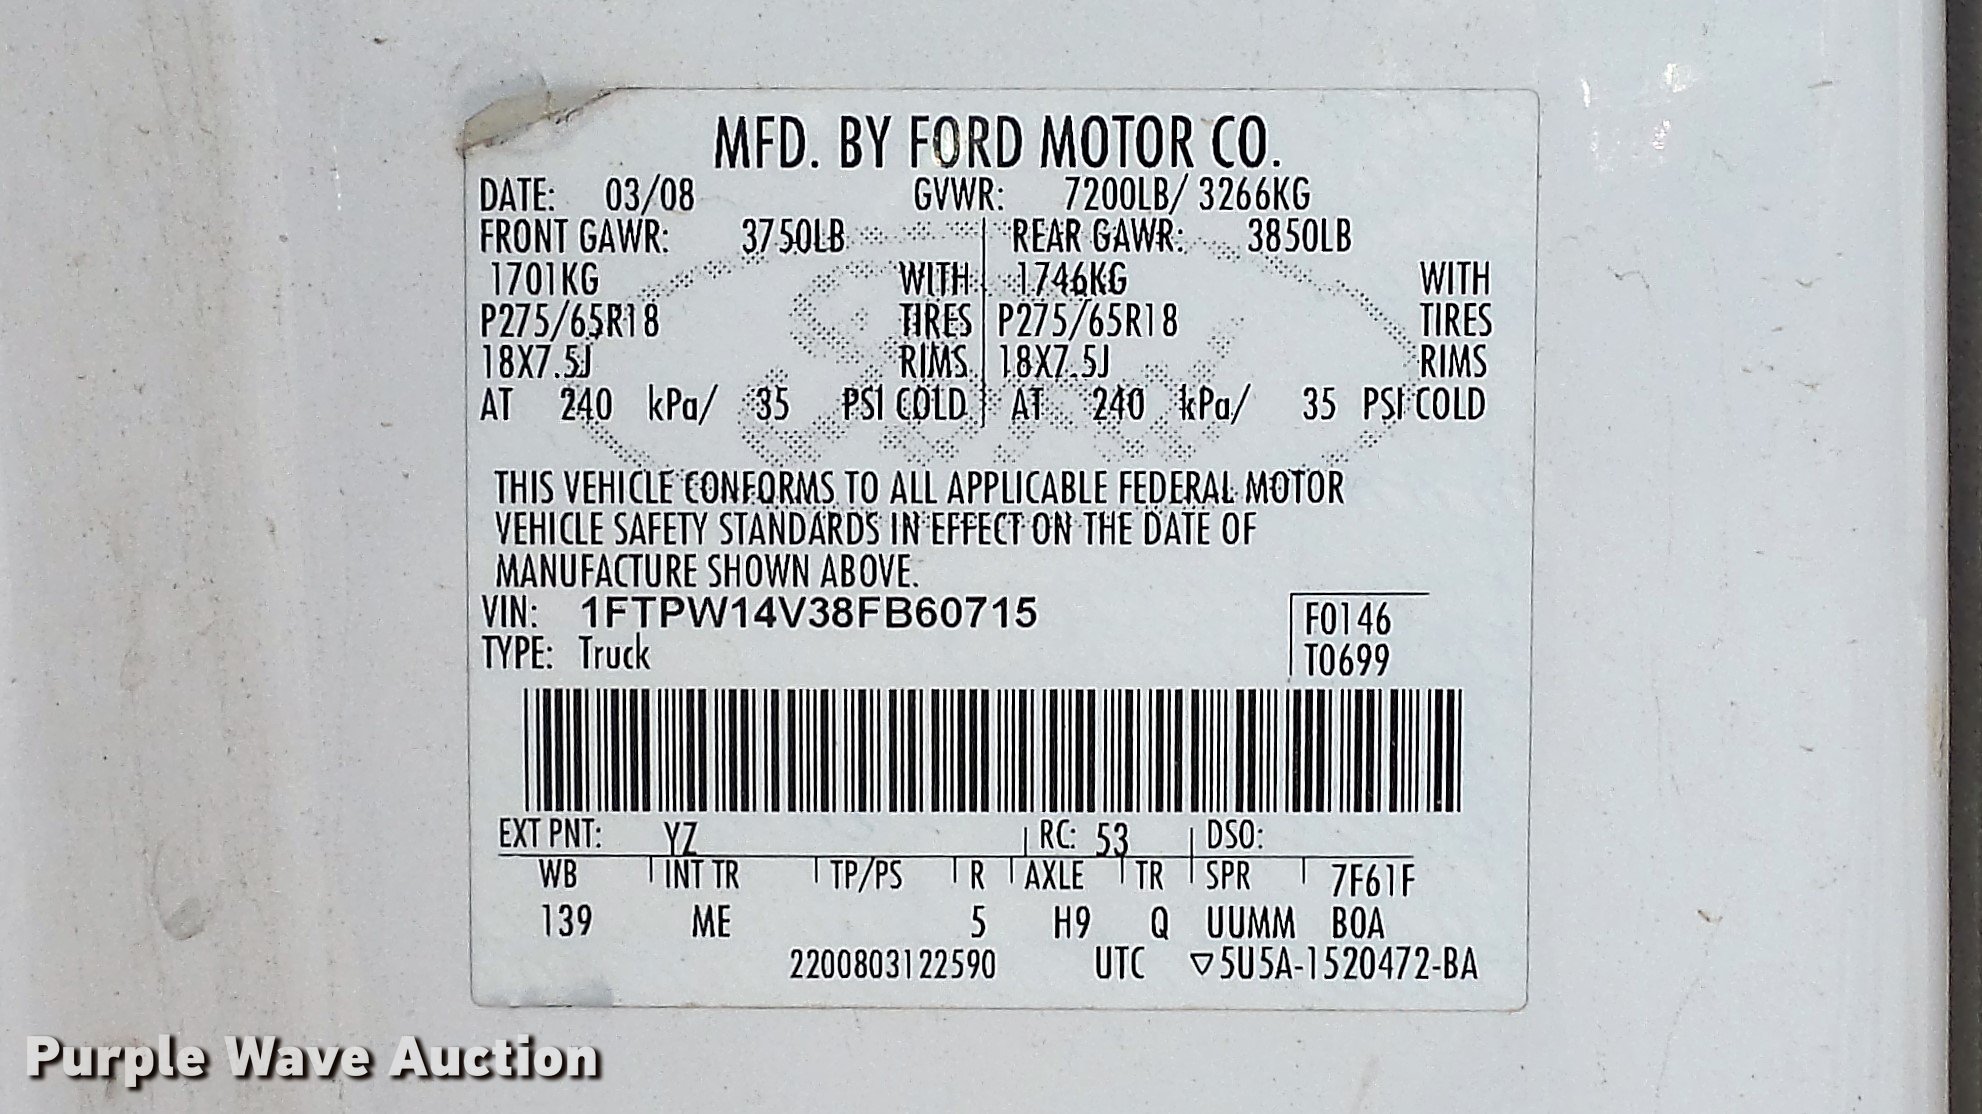 MFD. BY FORD MOTOR CO.
DATE: 03/08 GVWR: 7200LB/ 3266KG
FRONT GAWR: 3750LB REAR GAWR: 3850LB
1701KG WITH 1746KG WITH
P275/65R18 TIRES P275/65R18 TIRES
18X7.5J RIMS 18X7.5J RIMS
AT 240 kPa/ 35 PSI COLD AT 240 kPa/ 35 PSI COLD
THIS VEHICLE CONFORMS TO ALL APPLICABLE FEDERAL MOTOR
VEHICLE SAFETY STANDARDS IN EFFECT ON THE DATE OF
MANUFACTURE SHOWN ABOVE.
VIN: 1FTPW14V38FB60715 F0146
TYPE: Truck T0699
EXT PNT: YZ RC: 53 DSO:
WB INT TR TP/PS R AXLE TR SPR 7F61F
139 ME 5 H9 Q UUMM BOA
2200803122590 UTC ▽5U5A-1520472-BA
Purple Wave Auction